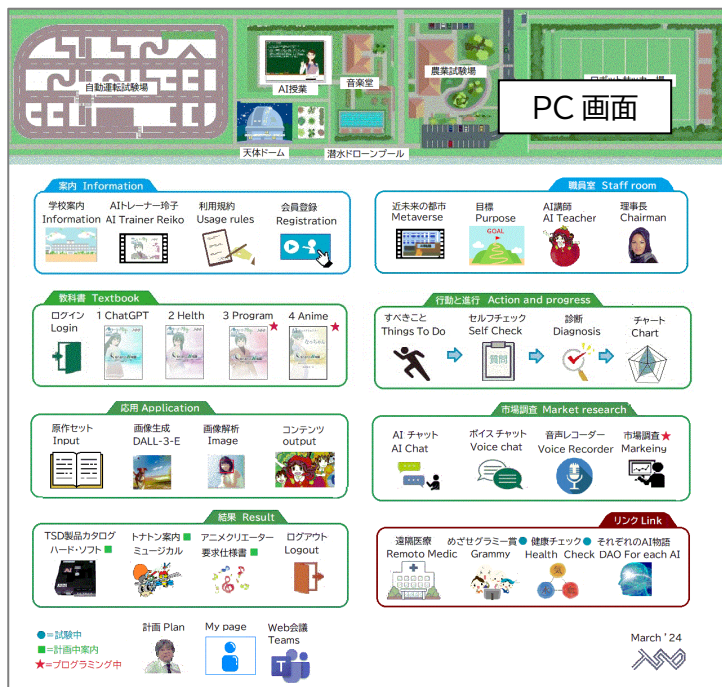 自動運転試験場
AI授業
音楽堂
農業試験場
PC 画面
天体ドーム
潜水ドローンプール
案内 Information
学校案内
Information
AIトレーナー玲子
AI Trainer Reiko
利用規約
Usage rules
会員登録
Registration
職員室 Staff room
近未来の都市
Metaverse
目標
Purpose
GOAL
AI講師
AI Teacher
理事長
Chairman
教科書 Textbook
ログイン
Login
1 ChatGPT
2 Helth
3 Program
4 Anime
行動と進行 Action and progress
すべきこと
Things To Do
セルフチェック
Self Check
質問
診断
Diagnosis
チャート
Chart
応用 Application
原作セット
Input
画像生成
DALL-3-E
画像解析
Image
コンテンツ
output
市場調査 Market research
AI チャット
AI Chat
ボイス チャット
Voice chat
音声レコーダー
Voice Recorder
市場調査★
Markeing
結果 Result
TSD製品カタログ
ハード・ソフト■
トナトン案内■
ミュージカル
アニメクリエーター
要求仕様書■
ログアウト
Logout
リンク Link
遠隔医療
Remoto Medic
めざせグラミー賞●
Grammy
健康チェック●
Health Check
それぞれのAI物語
DAO For each AI
●=試験中
■=計画中案内
★=プログラミング中
計画 Plan
My page
Web会議
Teams
March '24